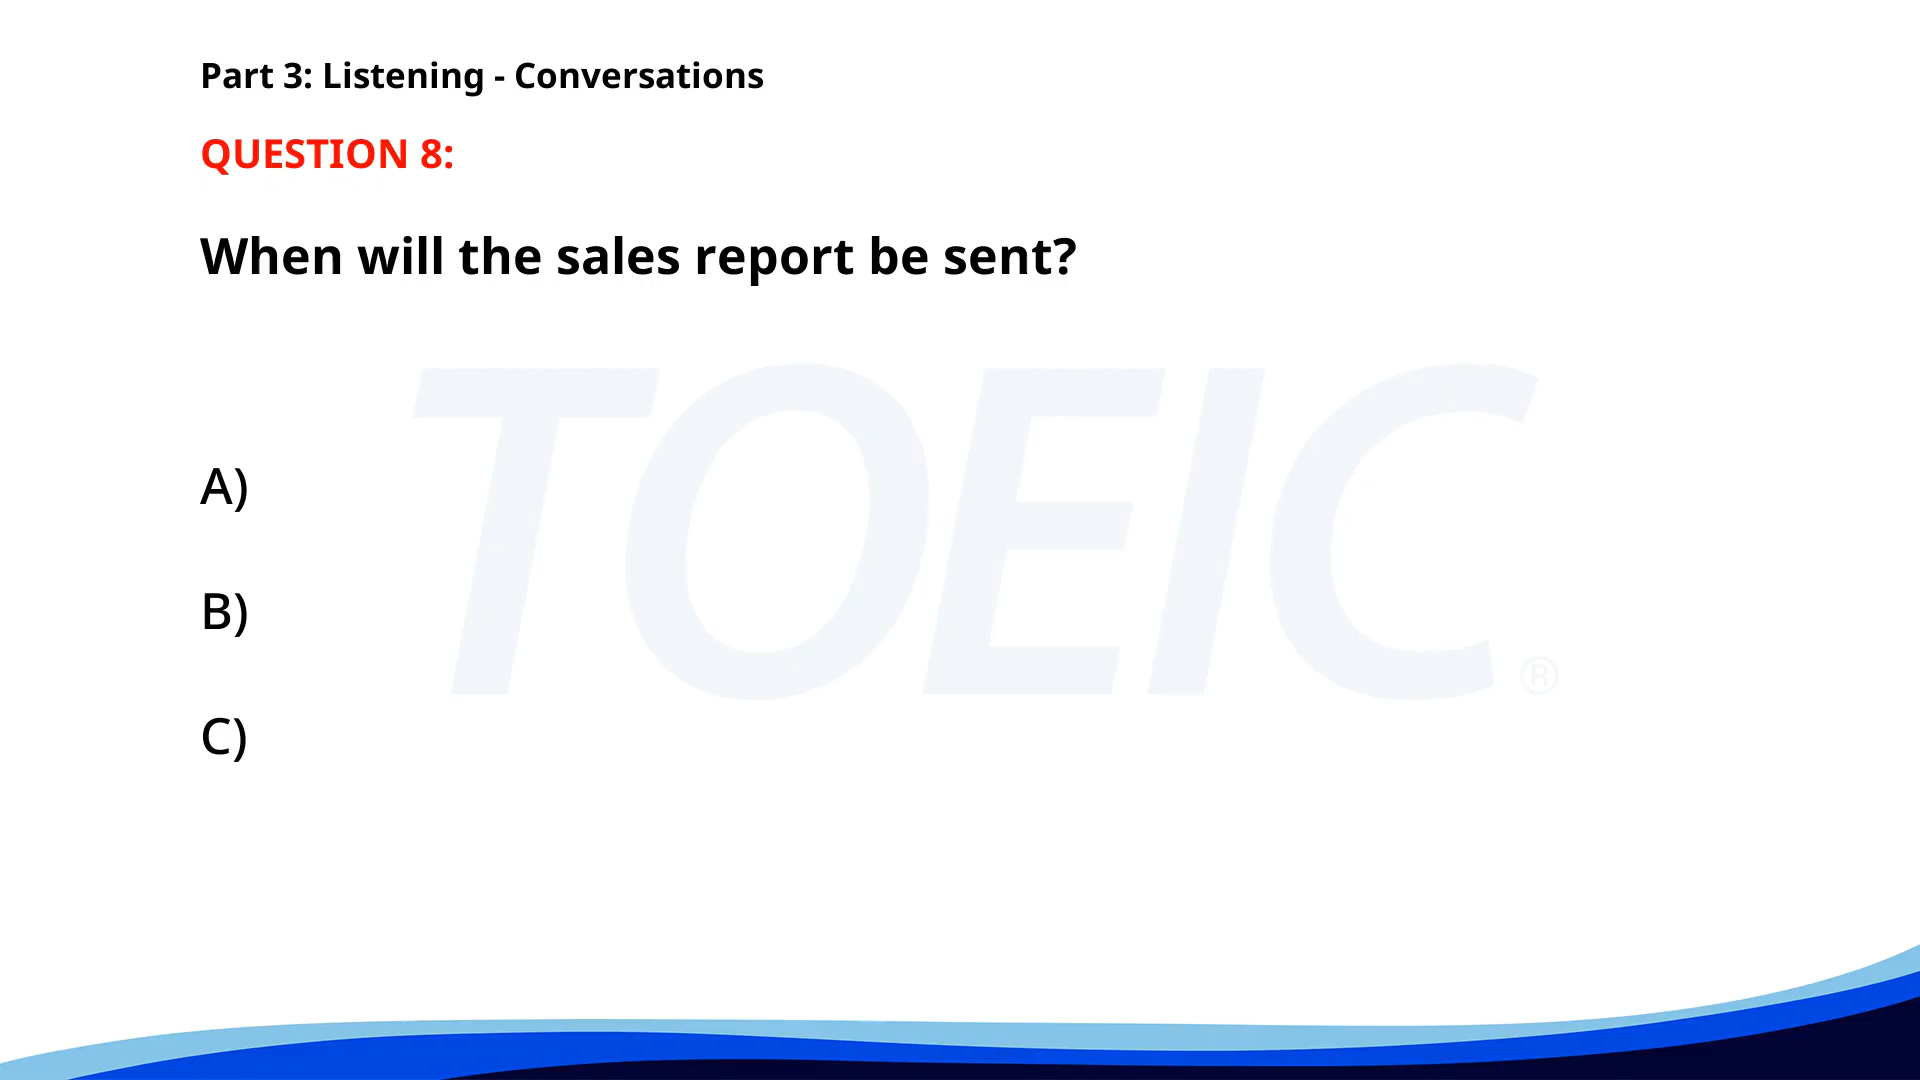 Part 3: Listening - Conversations
QUESTION 8:
When will the sales report be sent?
TOEIC®
A)
B)
C)